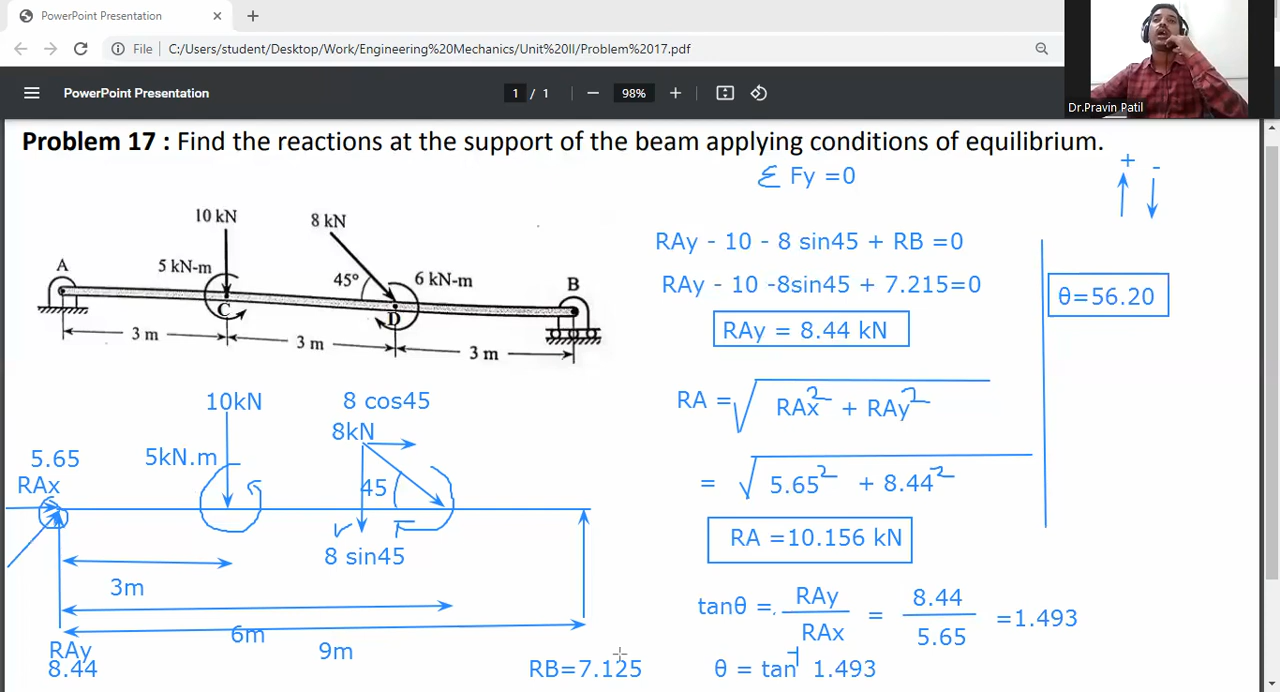 PowerPoint Presentation
File
C:/Users/student/Desktop/Work/Engineering%20Mechanics/Unit%20II/Problem%2017.pdf
PowerPoint Presentation
1 / 1
98%
Dr.Pravin Patil
Problem 17 : Find the reactions at the support of the beam applying conditions of equilibrium.
10 kN
8 kN
A
5 kN-m
45°
6 kN-m
B
C
D
3 m
3 m
3 m
10kN
8 cos45
8kN
5.65
RAx
5kN.m
45
8 sin45
3m
6m
9m
RAy
8.44
RB=7.125
Σ Fy =0
+ -
RAy - 10 - 8 sin45 + RB =0
RAy - 10 -8sin45 + 7.215=0
RAy = 8.44 kN
RA = √ RAx² + RAy²
= √ 5.65² + 8.44²
RA =10.156 kN
tanθ = RAy / RAx = 8.44 / 5.65 =1.493
θ = tan⁻¹ 1.493
θ=56.20